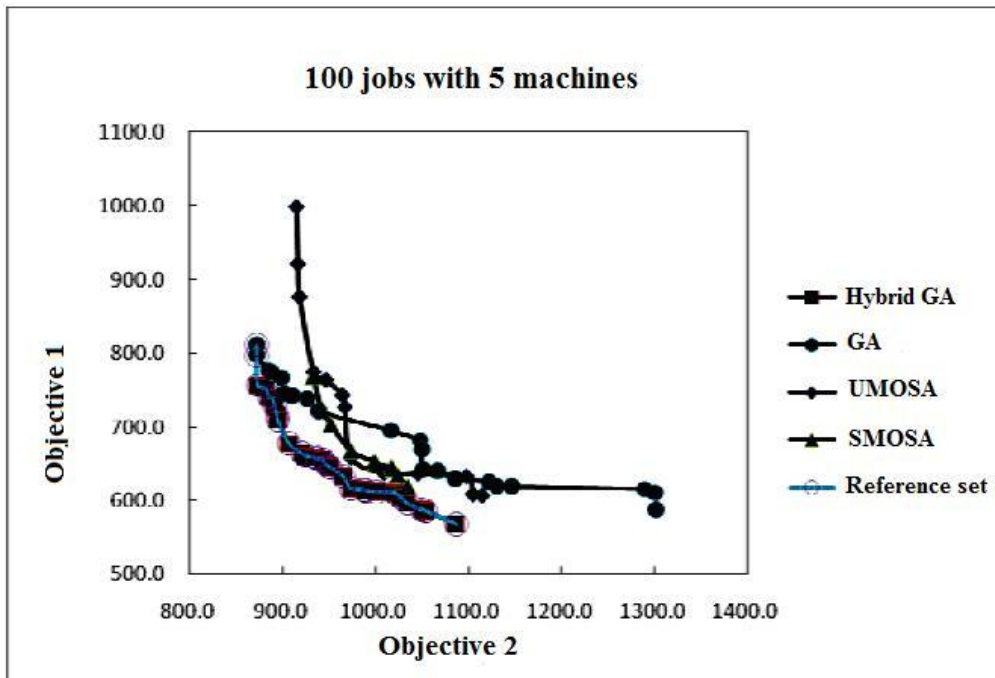 100 jobs with 5 machines
1100.0
1000.0
900.0
800.0
700.0
600.0
500.0
800.0 900.0 1000.0 1100.0 1200.0 1300.0 1400.0
Objective 1
Objective 2
Hybrid GA
GA
UMOSA
SMOSA
Reference set